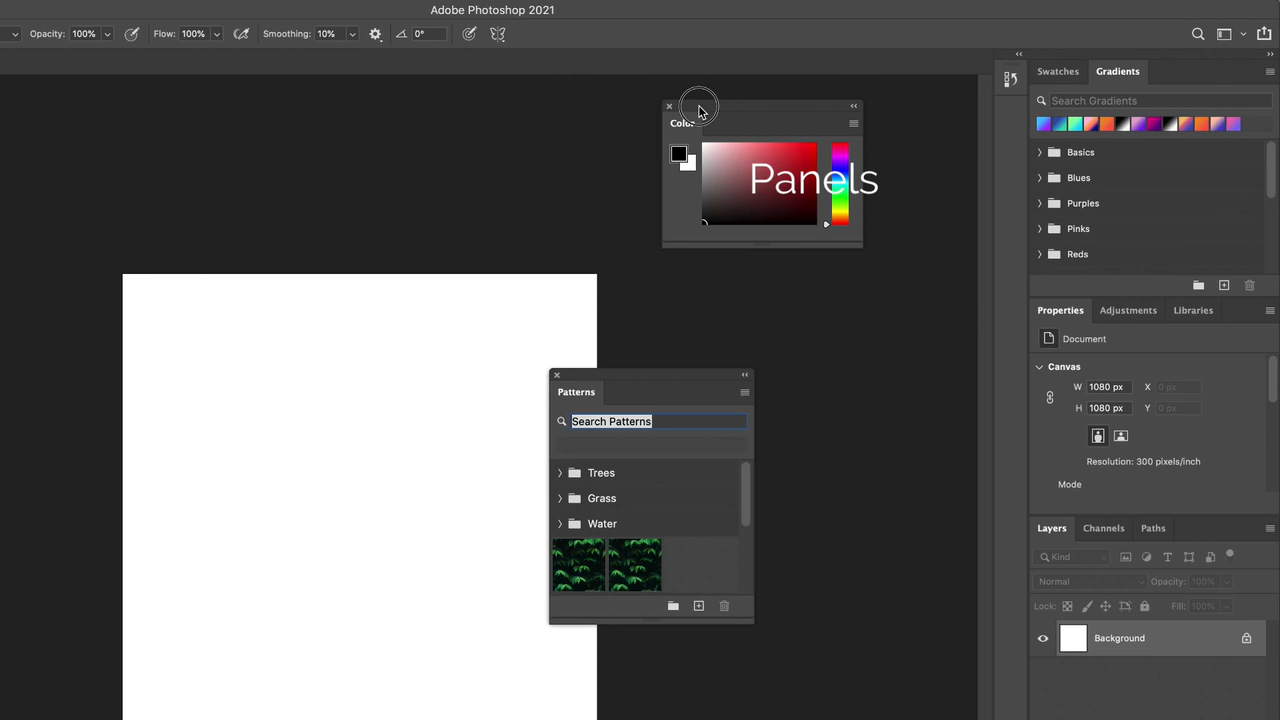 Adobe Photoshop 2021
Opacity: 100% Flow: 100% Smoothing: 10% 0°
Swatches Gradients
Search Gradients
Basics
Blues
Purples
Pinks
Reds
Color
Panels
Properties Adjustments Libraries
Document
Canvas
W 1080 px X 0 px
H 1080 px Y 0 px
Resolution: 300 pixels/inch
Mode
Patterns
Search Patterns
Trees
Grass
Water
Layers Channels Paths
Kind
Normal Opacity: 100%
Lock: Fill: 100%
Background